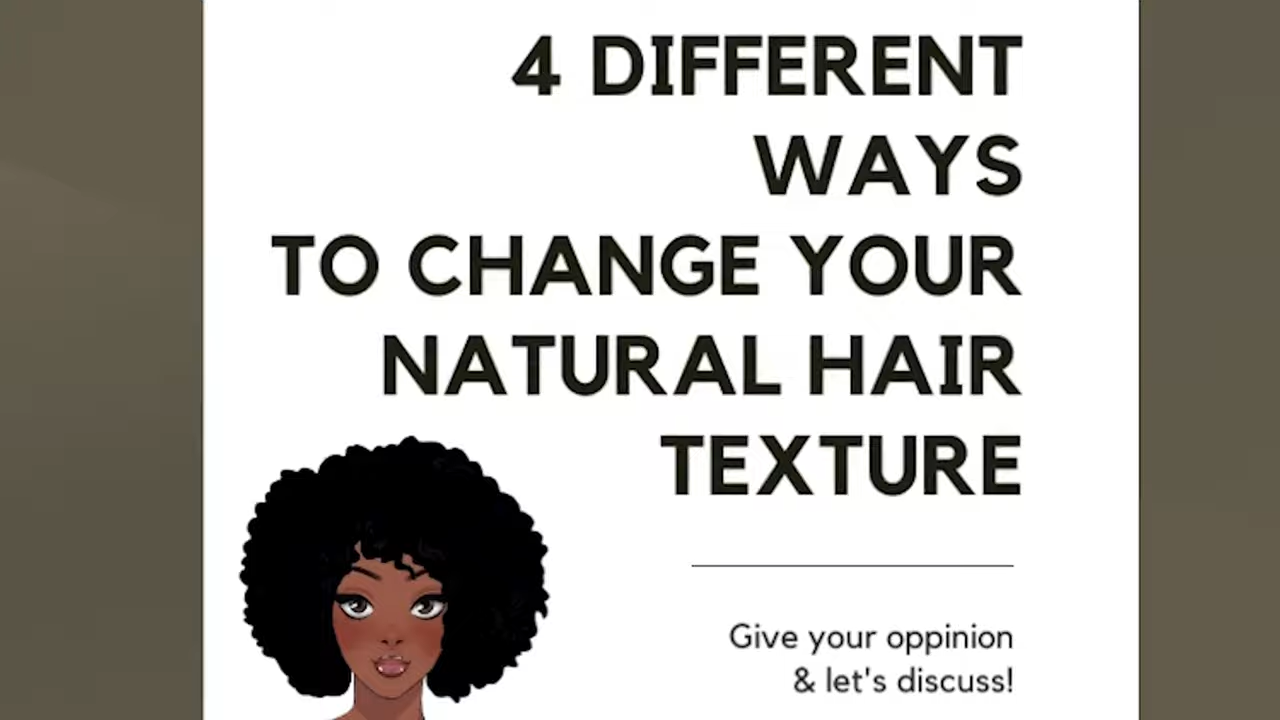 4 DIFFERENT
WAYS
TO CHANGE YOUR
NATURAL HAIR
TEXTURE
Give your oppinion
& let's discuss!